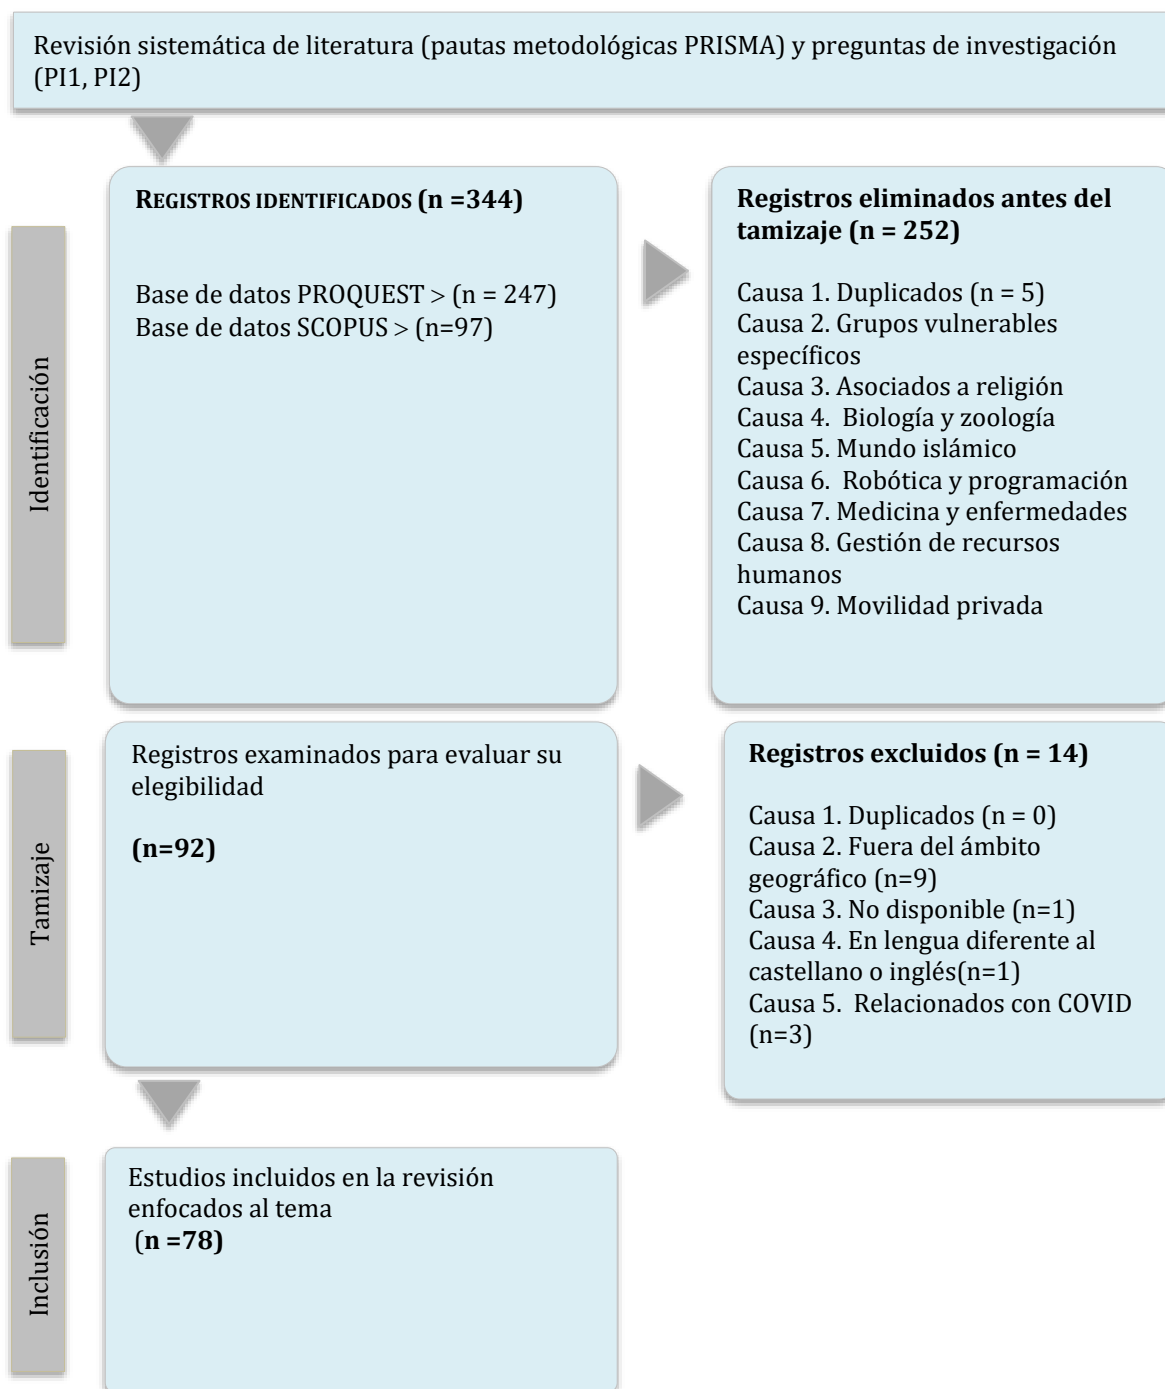 Revisión sistemática de literatura (pautas metodológicas PRISMA) y preguntas de investigación
(PI1, PI2)
Identificación
REGISTROS IDENTIFICADOS (n =344)
Base de datos PROQUEST > (n = 247)
Base de datos SCOPUS > (n=97)
Registros eliminados antes del
tamizaje (n = 252)
Causa 1. Duplicados (n = 5)
Causa 2. Grupos vulnerables
específicos
Causa 3. Asociados a religión
Causa 4.  Biología y zoología
Causa 5. Mundo islámico
Causa 6.  Robótica y programación
Causa 7. Medicina y enfermedades
Causa 8. Gestión de recursos
humanos
Causa 9. Movilidad privada
Tamizaje
Registros examinados para evaluar su
elegibilidad
(n=92)
Registros excluidos (n = 14)
Causa 1. Duplicados (n = 0)
Causa 2. Fuera del ámbito
geográfico (n=9)
Causa 3. No disponible (n=1)
Causa 4. En lengua diferente al
castellano o inglés(n=1)
Causa 5.  Relacionados con COVID
(n=3)
Inclusión
Estudios incluidos en la revisión
enfocados al tema
(n =78)